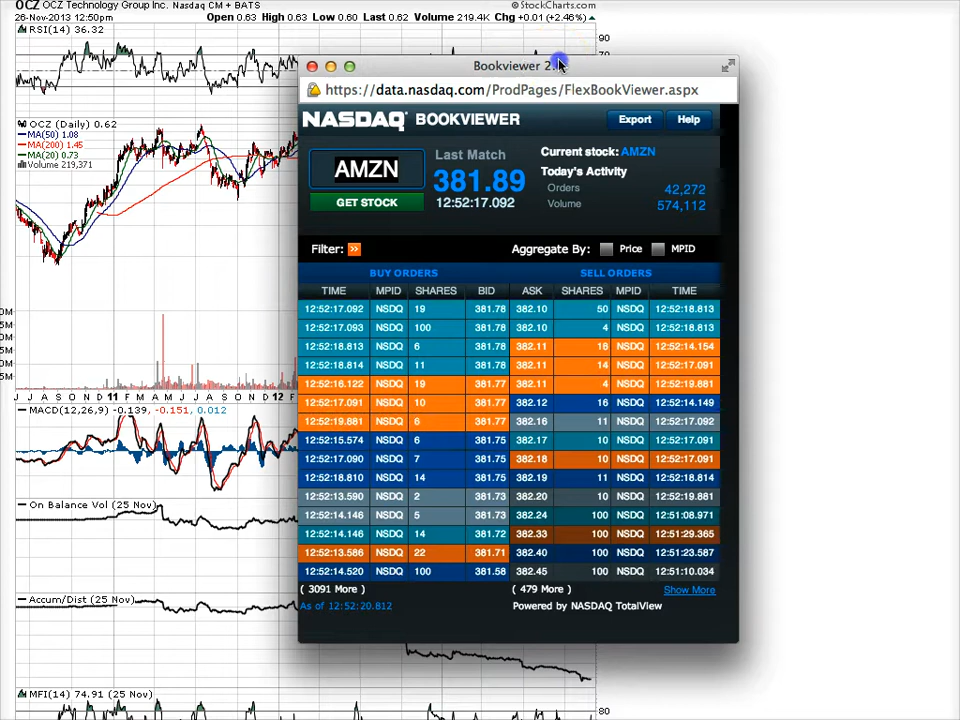 OCZ OCZ Technology Group Inc. Nasdaq CM + BATS
© StockCharts.com
26-Nov-2013 12:50pm Open 0.63 High 0.63 Low 0.60 Last 0.62 Volume 219.4K Chg +0.01 (+2.46%)
RSI(14) 36.32
90
70
Bookviewer 2.
https://data.nasdaq.com/ProdPages/FlexBookViewer.aspx
NASDAQ BOOKVIEWER
Export
Help
OCZ (Daily) 0.62
MA(50) 1.08
MA(200) 1.45
MA(20) 0.73
Volume 219,371
AMZN
GET STOCK
Last Match
381.89
12:52:17.092
Current stock: AMZN
Today's Activity
Orders 42,272
Volume 574,112
Filter: »
Aggregate By: Price MPID
BUY ORDERS SELL ORDERS
TIME MPID SHARES BID ASK SHARES MPID TIME
12:52:17.092 NSDQ 19 381.78 382.10 50 NSDQ 12:52:18.813
12:52:17.093 NSDQ 100 381.78 382.10 4 NSDQ 12:52:18.813
12:52:18.813 NSDQ 6 381.78 382.11 18 NSDQ 12:52:14.154
12:52:18.814 NSDQ 11 381.78 382.11 14 NSDQ 12:52:17.091
12:52:16.122 NSDQ 19 381.77 382.11 4 NSDQ 12:52:19.881
12:52:17.091 NSDQ 10 381.77 382.12 16 NSDQ 12:52:14.149
12:52:19.881 NSDQ 6 381.77 382.16 11 NSDQ 12:52:17.092
12:52:15.574 NSDQ 6 381.75 382.17 10 NSDQ 12:52:17.091
12:52:17.090 NSDQ 7 381.75 382.18 10 NSDQ 12:52:17.091
12:52:18.810 NSDQ 14 381.75 382.19 11 NSDQ 12:52:18.814
12:52:13.590 NSDQ 2 381.73 382.20 10 NSDQ 12:52:19.881
12:52:14.146 NSDQ 5 381.73 382.24 100 NSDQ 12:51:08.971
12:52:14.146 NSDQ 14 381.72 382.33 100 NSDQ 12:51:29.365
12:52:13.586 NSDQ 22 381.71 382.40 100 NSDQ 12:51:23.587
12:52:14.520 NSDQ 100 381.58 382.45 100 NSDQ 12:51:10.034
( 3091 More ) ( 479 More ) Show More
As of 12:52:20.812 Powered by NASDAQ TotalView
0M
5M
0M
5M
0M
5M
J J A S O N D 11 F M A M J J A S O N D 12
MACD(12,26,9) -0.139, -0.151, 0.012
On Balance Vol (25 Nov)
Accum/Dist (25 Nov)
MFI(14) 74.91 (25 Nov)
80